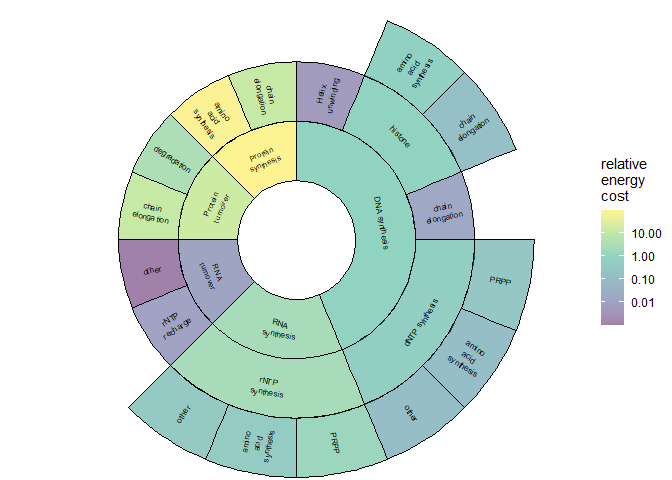 amino
acid
synthesis
chain
elongation
histone
Helix
unwinding
chain
elongation
DNA synthesis
dNTP synthesis
PRPP
amino
acid
synthesis
other
RNA
synthesis
rNTP
synthesis
PRPP
amino
acid
synthesis
other
RNA
turnover
rNTP
recharge
other
Protein
turnover
chain
elongation
degradation
protein
synthesis
amino
acid
synthesis
chain
elongation
relative
energy
cost
10.00
1.00
0.10
0.01